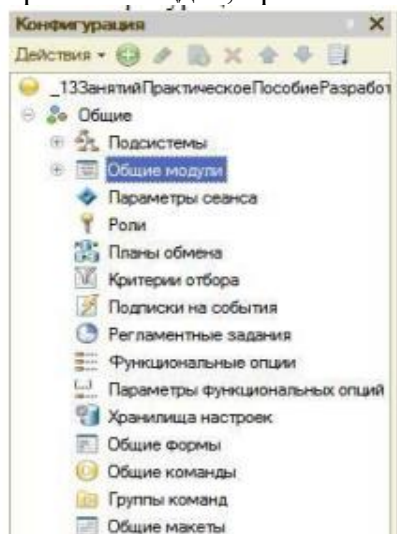 Конфигурация
Действия
_13ЗанятийПрактическоеПособиеРазработ
Общие
Подсистемы
Общие модули
Параметры сеанса
Роли
Планы обмена
Критерии отбора
Подписки на события
Регламентные задания
Функциональные опции
Параметры функциональных опций
Хранилища настроек
Общие формы
Общие команды
Группы команд
Общие макеты